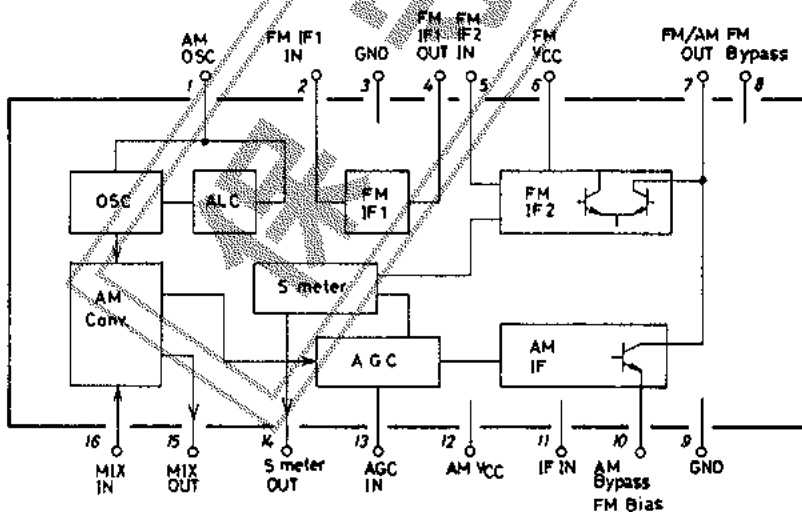 AM
OSC
FM IF1
IN
GND
FM
IF1
OUT
FM
IF2
IN
FM
VCC
FM/AM
OUT
FM
Bypass
1
2
3
4
5
6
7
8
OSC
ALC
FM
IF1
FM
IF2
AM
Conv.
S meter
AGC
AM
IF
16
15
14
13
12
11
10
9
MIX
IN
MIX
OUT
S meter
OUT
AGC
IN
AM VCC
IF IN
AM
Bypass
FM Bias
GND